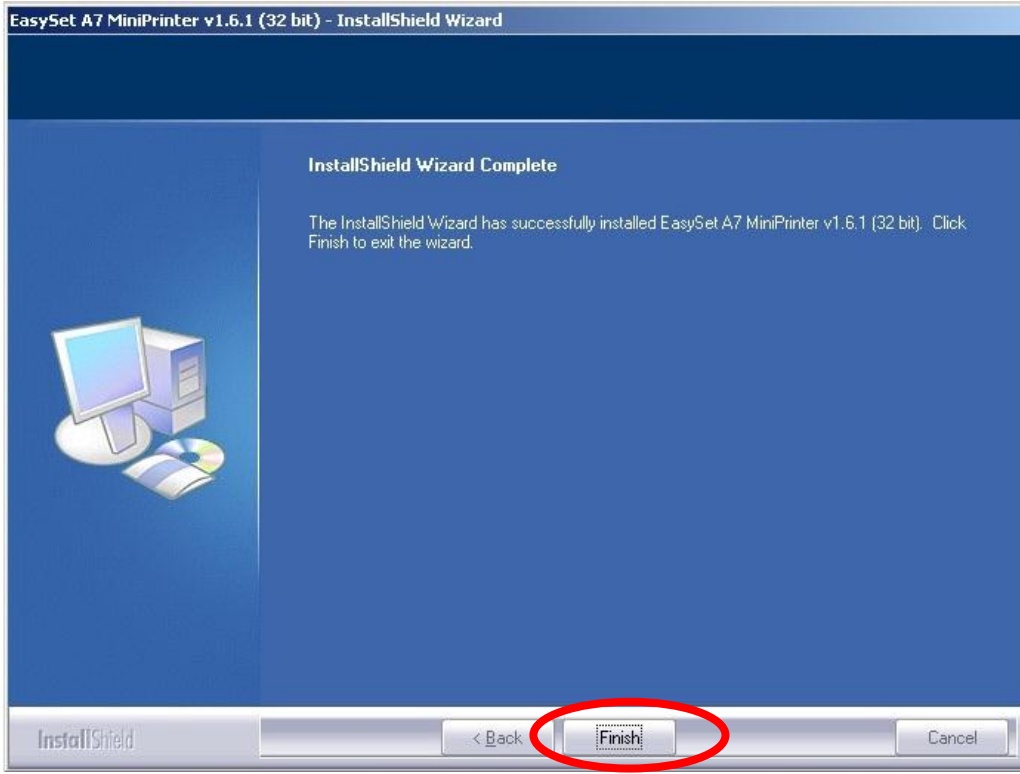 EasySet A7 MiniPrinter v1.6.1 (32 bit) - InstallShield Wizard
InstallShield Wizard Complete
The InstallShield Wizard has successfully installed EasySet A7 MiniPrinter v1.6.1 (32 bit).  Click
Finish to exit the wizard.
InstallShield
< Back
Finish
Cancel